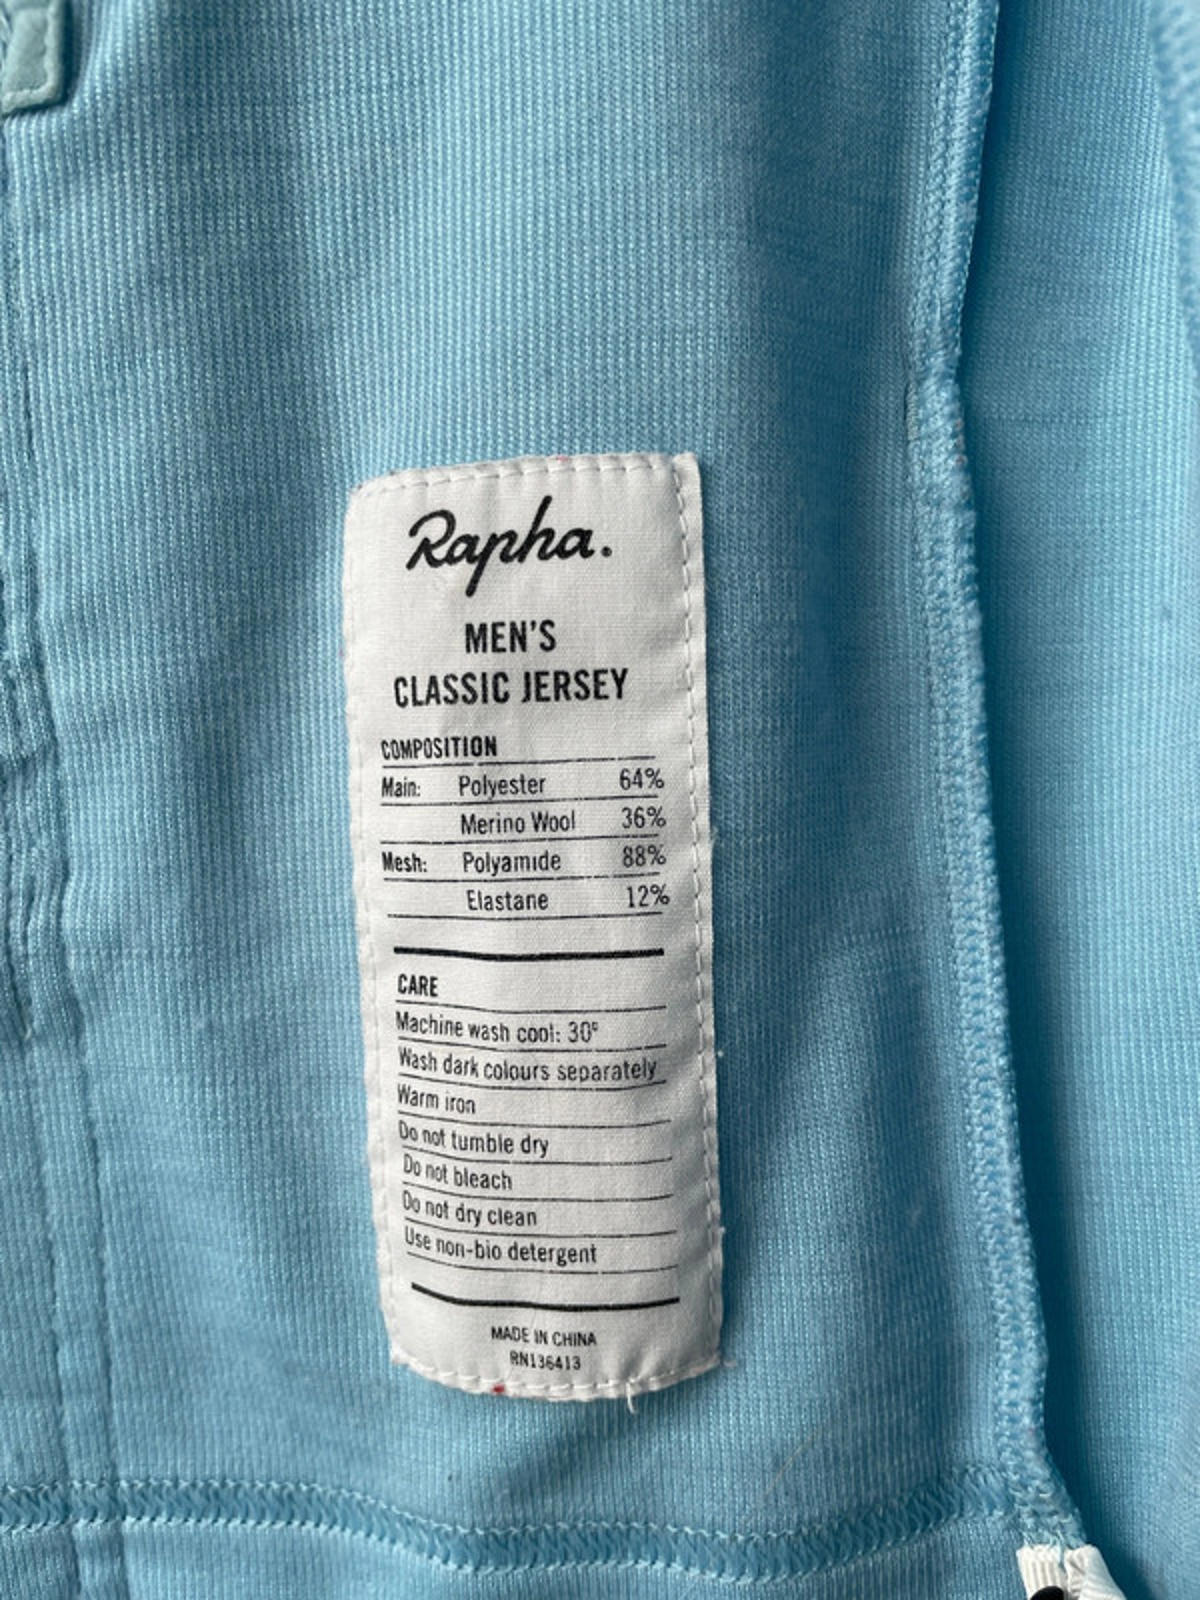 Rapha.
MEN'S
CLASSIC JERSEY
COMPOSITION
Main: Polyester 64%
Merino Wool 36%
Mesh: Polyamide 88%
Elastane 12%
CARE
Machine wash cool: 30°
Wash dark colours separately
Warm iron
Do not tumble dry
Do not bleach
Do not dry clean
Use non-bio detergent
MADE IN CHINA
RN136413